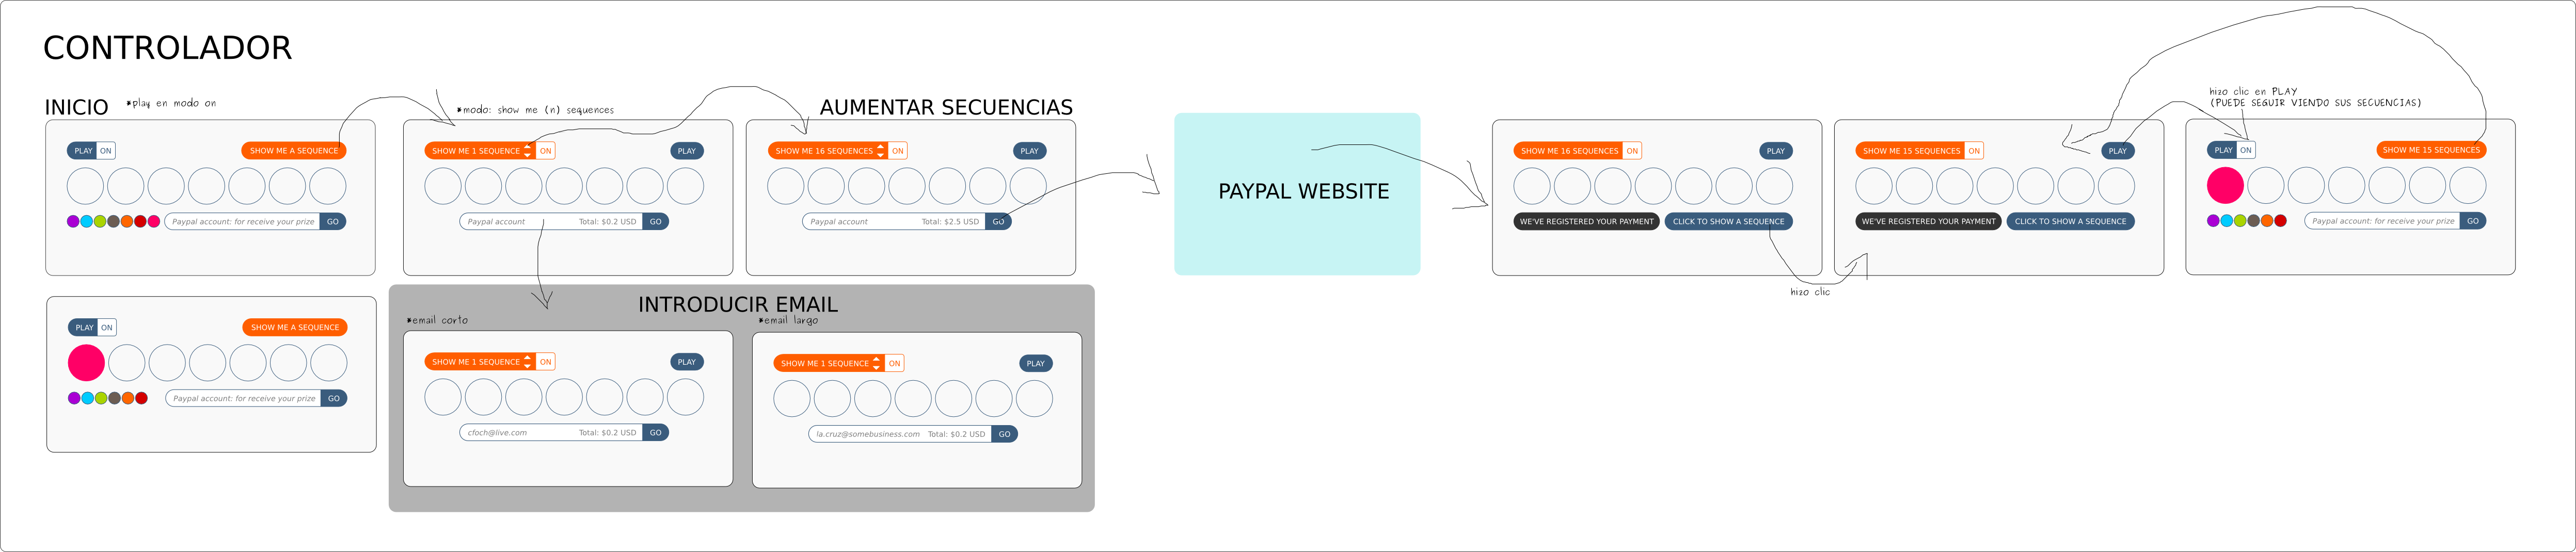 CONTROLADOR
INICIO
*play en modo on
PLAY ON
SHOW ME A SEQUENCE
Paypal account: for receive your prize GO
*modo: show me (n) sequences
SHOW ME 1 SEQUENCE ON
PLAY
Paypal account Total: $0.2 USD GO
AUMENTAR SECUENCIAS
SHOW ME 16 SEQUENCES ON
PLAY
Paypal account Total: $2.5 USD GO
PAYPAL WEBSITE
SHOW ME 16 SEQUENCES ON
PLAY
WE'VE REGISTERED YOUR PAYMENT
CLICK TO SHOW A SEQUENCE
hizo clic
SHOW ME 15 SEQUENCES ON
PLAY
WE'VE REGISTERED YOUR PAYMENT
CLICK TO SHOW A SEQUENCE
hizo clic en PLAY
(PUEDE SEGUIR VIENDO SUS SECUENCIAS)
PLAY ON
SHOW ME 15 SEQUENCES
Paypal account: for receive your prize GO
PLAY ON
SHOW ME A SEQUENCE
Paypal account: for receive your prize GO
INTRODUCIR EMAIL
*email corto
SHOW ME 1 SEQUENCE ON
PLAY
cfoch@live.com Total: $0.2 USD GO
*email largo
SHOW ME 1 SEQUENCE ON
PLAY
la.cruz@somebusiness.com Total: $0.2 USD GO